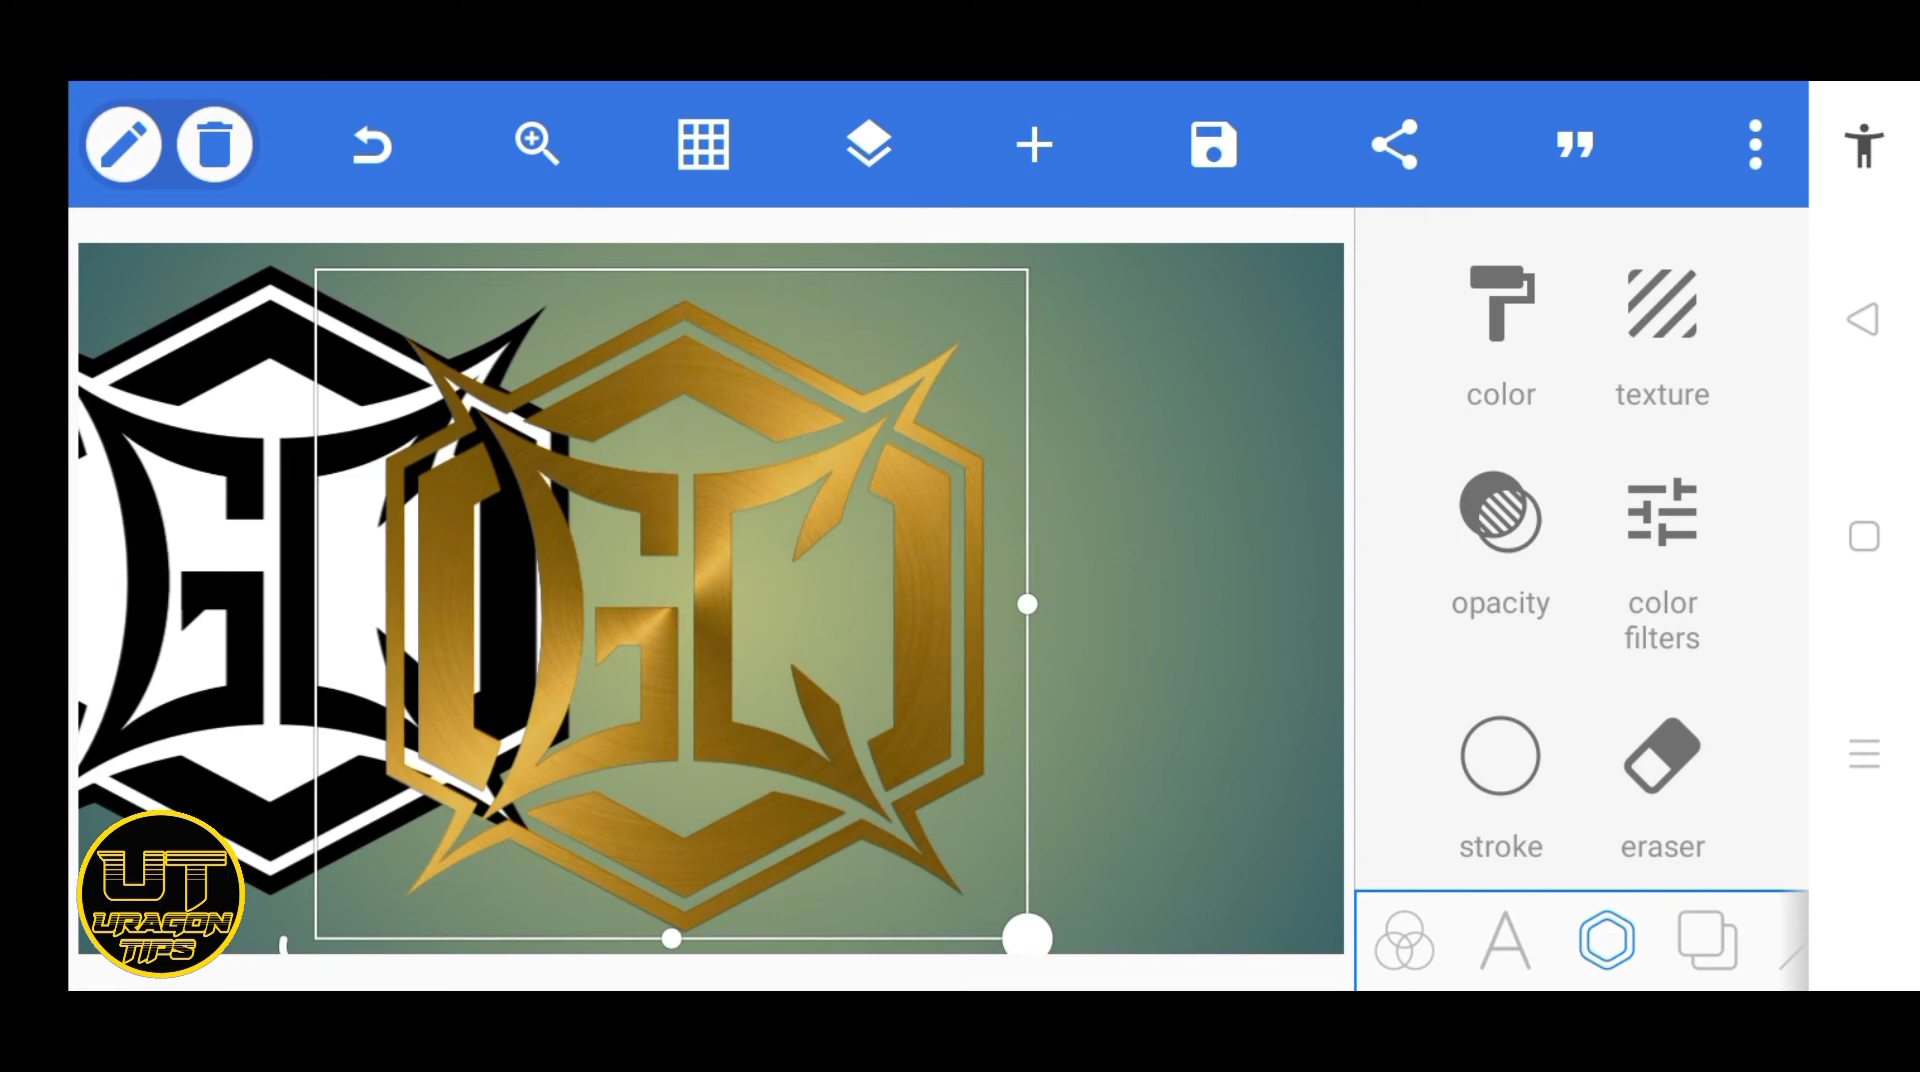 color
texture
opacity
color
filters
stroke
eraser
UT
URAGON
TIPS